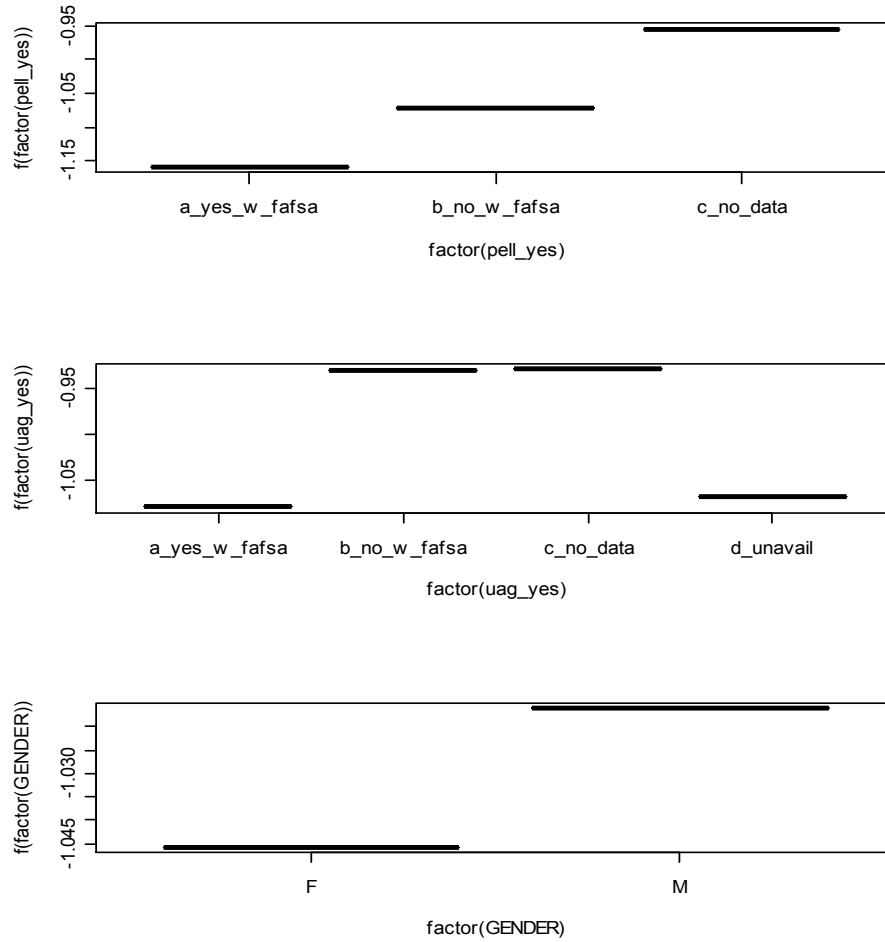 f(factor(pell_yes))
-0.95
-1.05
-1.15
a_yes_w_fafsa b_no_w_fafsa c_no_data
factor(pell_yes)
f(factor(uag_yes))
-0.95
-1.05
a_yes_w_fafsa b_no_w_fafsa c_no_data d_unavail
factor(uag_yes)
f(factor(GENDER))
-1.030
-1.045
F M
factor(GENDER)